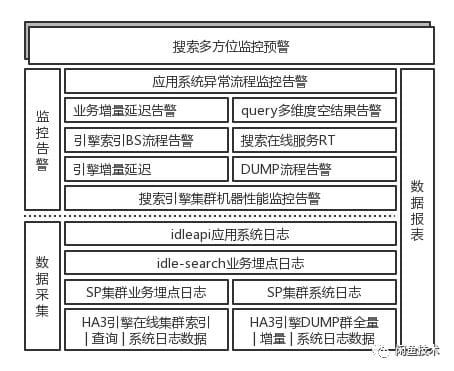 搜索多方位监控预警
监控告警
应用系统异常流程监控告警
业务增量延迟告警
query多维度空结果告警
引擎索引BS流程告警
搜索在线服务RT
引擎增量延迟
DUMP流程告警
搜索引擎集群机器性能监控告警
数据报表
数据采集
idleapi应用系统日志
idle-search业务埋点日志
SP集群业务埋点日志
SP集群系统日志
HA3引擎在线集群索引
|查询|系统日志数据
HA3引擎DUMP群全量
|增量|系统日志数据
闲鱼技术